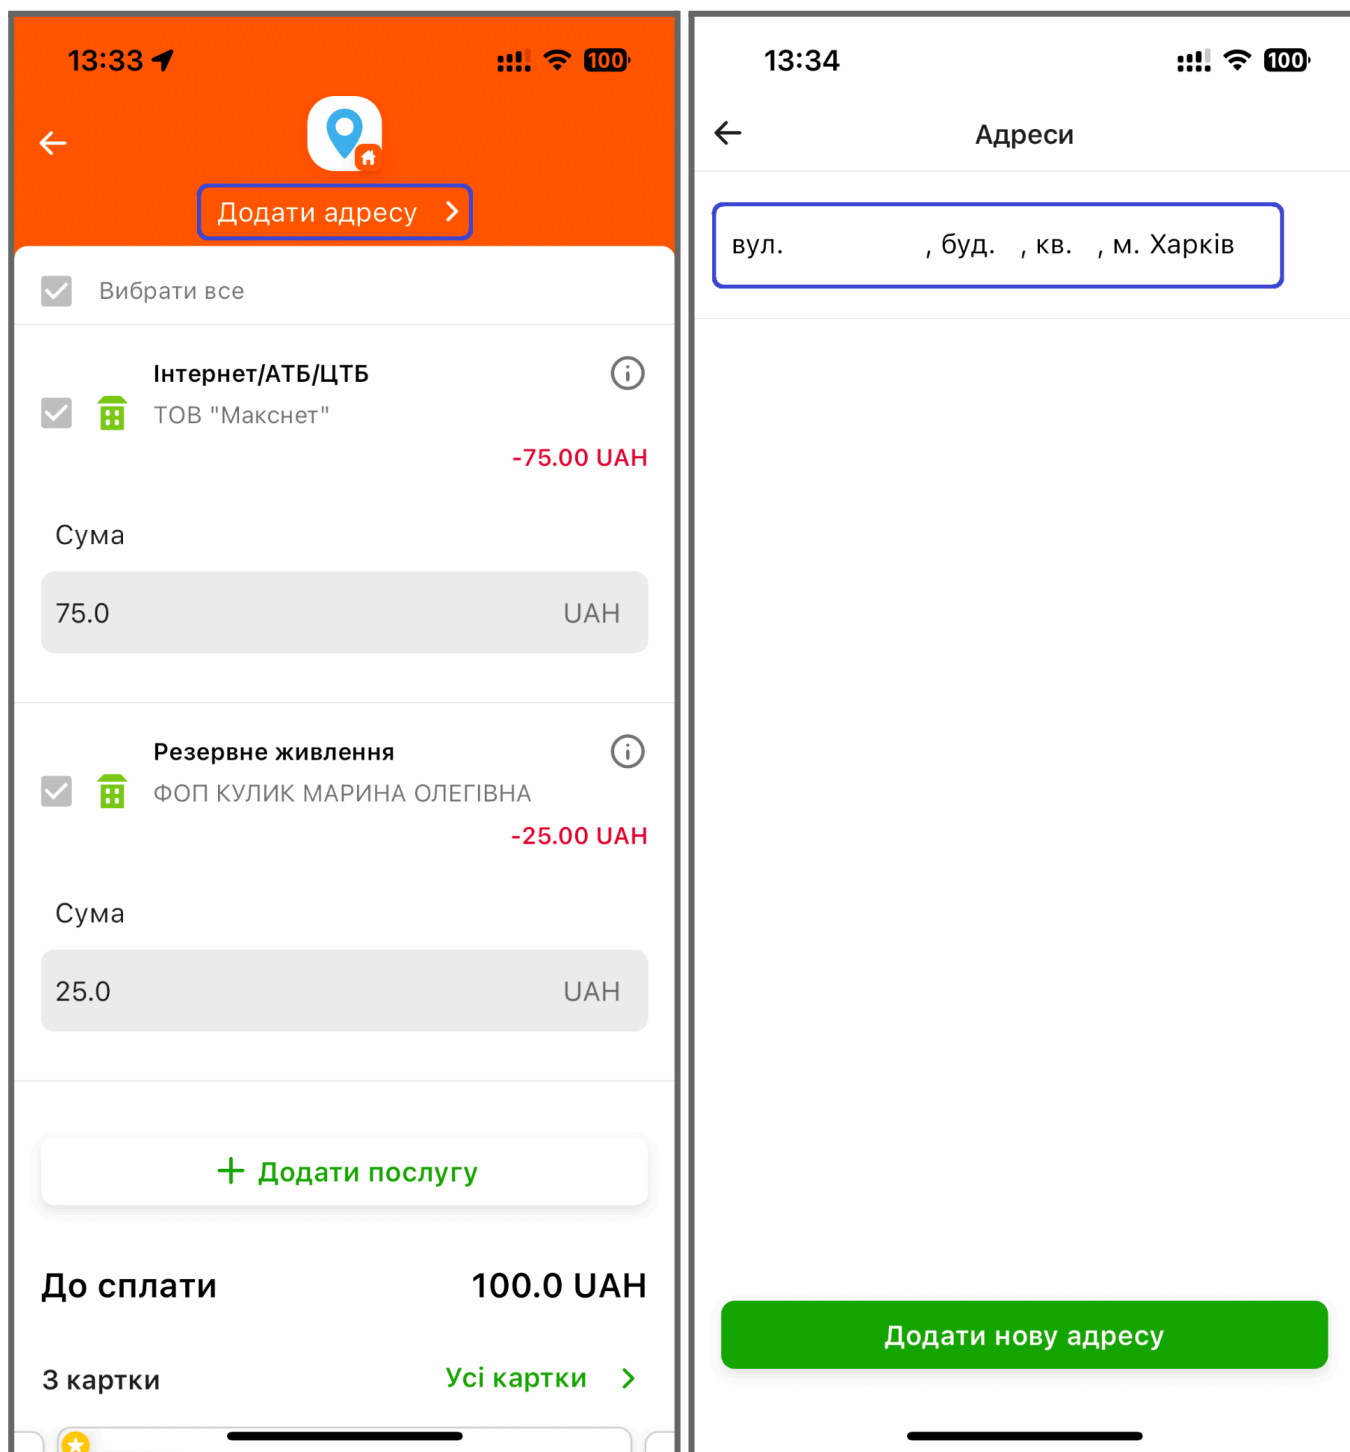 13:33
100
Додати адресу
Вибрати все
Інтернет/АТБ/ЦТБ
ТОВ "Макснет"
-75.00 UAH
Сума
75.0 UAH
Резервне живлення
ФОП КУЛИК МАРИНА ОЛЕГІВНА
-25.00 UAH
Сума
25.0 UAH
+ Додати послугу
До сплати 100.0 UAH
З картки Усі картки
13:34
100
Адреси
вул. , буд. , кв. , м. Харків
Додати нову адресу